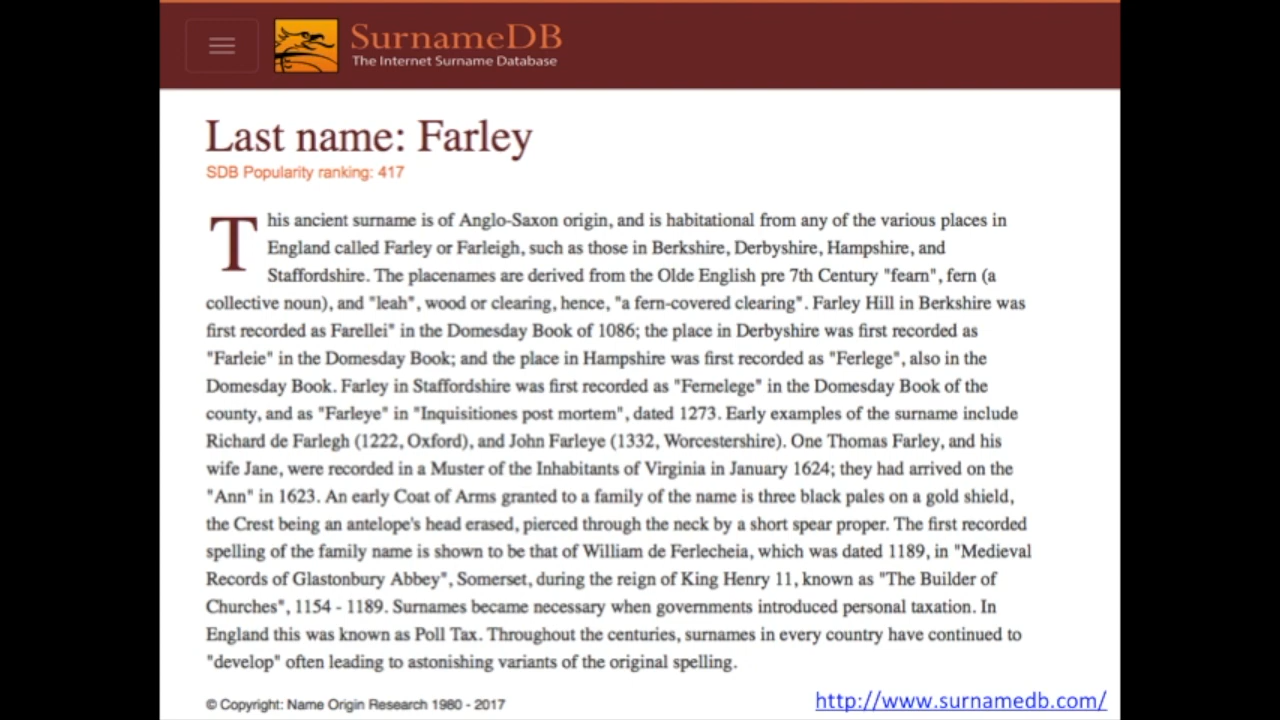 SurnameDB
The Internet Surname Database
Last name: Farley
SDB Popularity ranking: 417
This ancient surname is of Anglo-Saxon origin, and is habitational from any of the various places in
England called Farley or Farleigh, such as those in Berkshire, Derbyshire, Hampshire, and
Staffordshire. The placenames are derived from the Olde English pre 7th Century "fearn", fern (a
collective noun), and "leah", wood or clearing, hence, "a fern-covered clearing". Farley Hill in Berkshire was
first recorded as Farellei" in the Domesday Book of 1086; the place in Derbyshire was first recorded as
"Farleie" in the Domesday Book; and the place in Hampshire was first recorded as "Ferlege", also in the
Domesday Book. Farley in Staffordshire was first recorded as "Fernelege" in the Domesday Book of the
county, and as "Farleye" in "Inquisitiones post mortem", dated 1273. Early examples of the surname include
Richard de Farlegh (1222, Oxford), and John Farleye (1332, Worcestershire). One Thomas Farley, and his
wife Jane, were recorded in a Muster of the Inhabitants of Virginia in January 1624; they had arrived on the
"Ann" in 1623. An early Coat of Arms granted to a family of the name is three black pales on a gold shield,
the Crest being an antelope's head erased, pierced through the neck by a short spear proper. The first recorded
spelling of the family name is shown to be that of William de Ferlecheia, which was dated 1189, in "Medieval
Records of Glastonbury Abbey", Somerset, during the reign of King Henry 11, known as "The Builder of
Churches", 1154 - 1189. Surnames became necessary when governments introduced personal taxation. In
England this was known as Poll Tax. Throughout the centuries, surnames in every country have continued to
"develop" often leading to astonishing variants of the original spelling.
© Copyright: Name Origin Research 1980 - 2017
http://www.surnamedb.com/